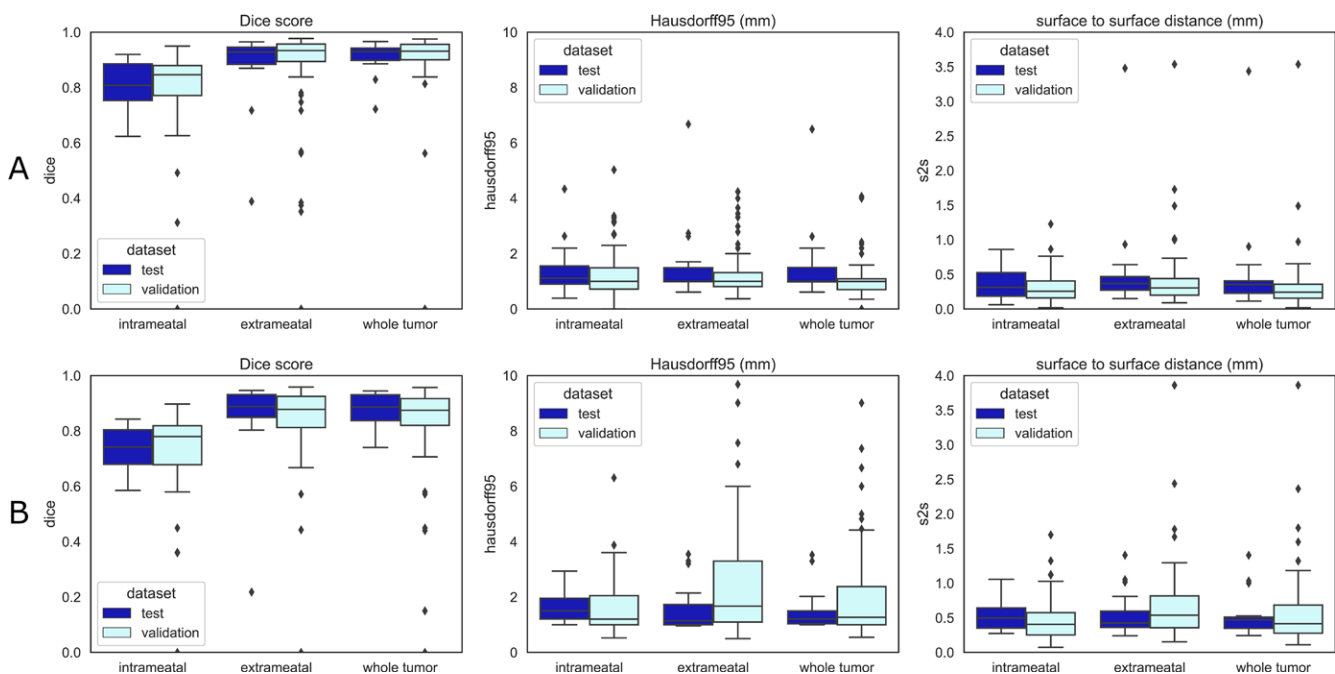 A
Dice score
dice
1.0
0.8
0.6
0.4
0.2
0.0
dataset
test
validation
intrameatal extrameatal whole tumor
Hausdorff95 (mm)
hausdorff95
10
8
6
4
2
0
dataset
test
validation
intrameatal extrameatal whole tumor
surface to surface distance (mm)
s2s
4.0
3.5
3.0
2.5
2.0
1.5
1.0
0.5
0.0
dataset
test
validation
intrameatal extrameatal whole tumor
B
Dice score
dice
1.0
0.8
0.6
0.4
0.2
0.0
dataset
test
validation
intrameatal extrameatal whole tumor
Hausdorff95 (mm)
hausdorff95
10
8
6
4
2
0
dataset
test
validation
intrameatal extrameatal whole tumor
surface to surface distance (mm)
s2s
4.0
3.5
3.0
2.5
2.0
1.5
1.0
0.5
0.0
dataset
test
validation
intrameatal extrameatal whole tumor